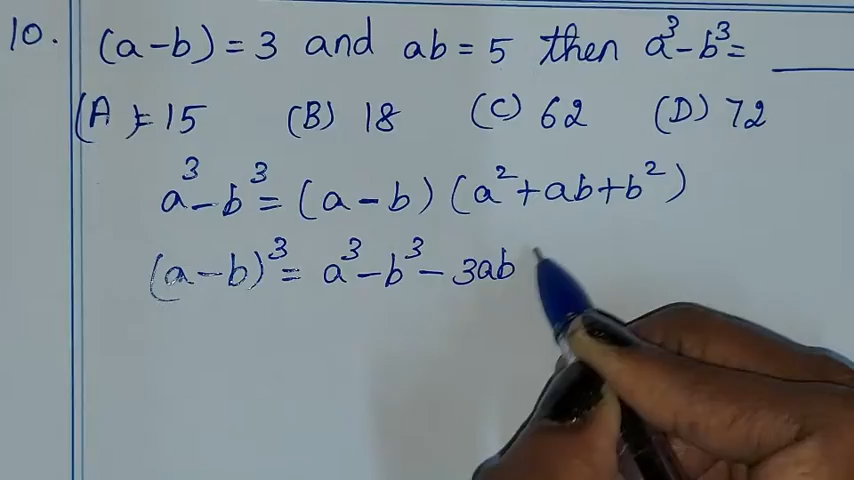 10. (a-b) = 3 and ab = 5 then a³-b³ = ____
(A) = 15 (B) 18 (C) 62 (D) 72
a³-b³ = (a-b) (a²+ab+b²)
(a-b)³ = a³-b³-3ab